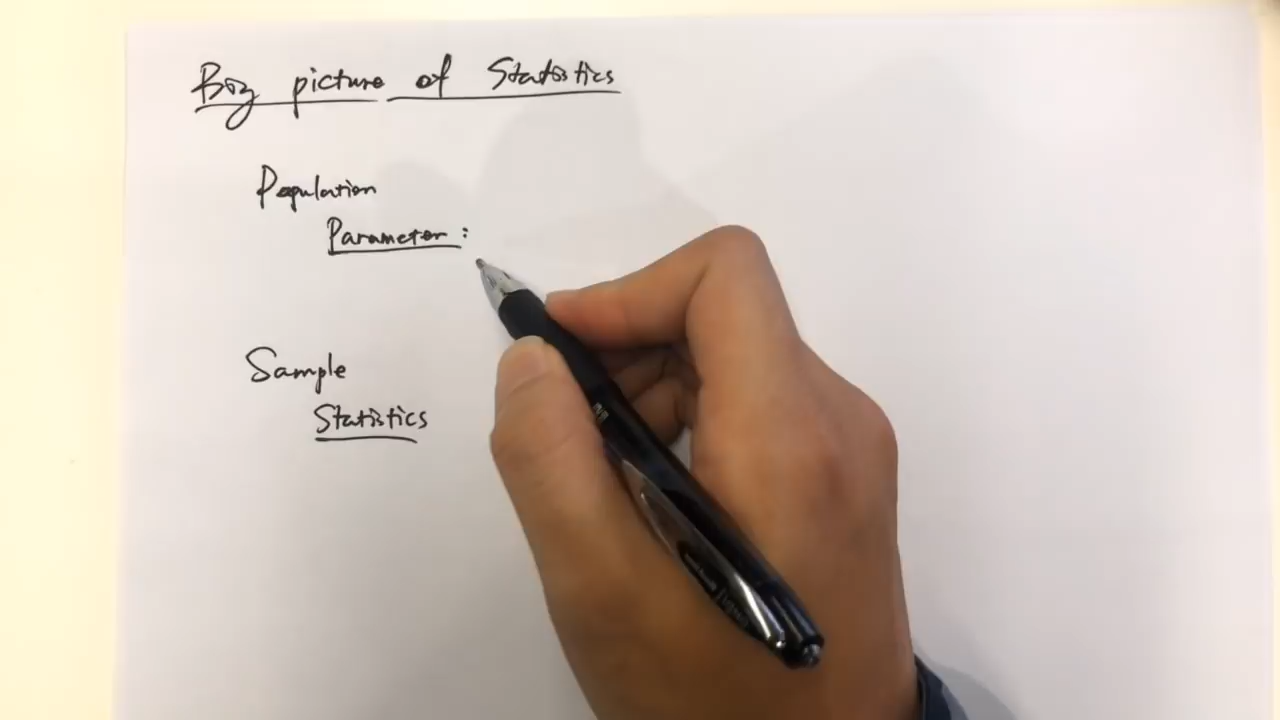 Big picture of Statistics
Population
Parameter :
Sample
Statistics